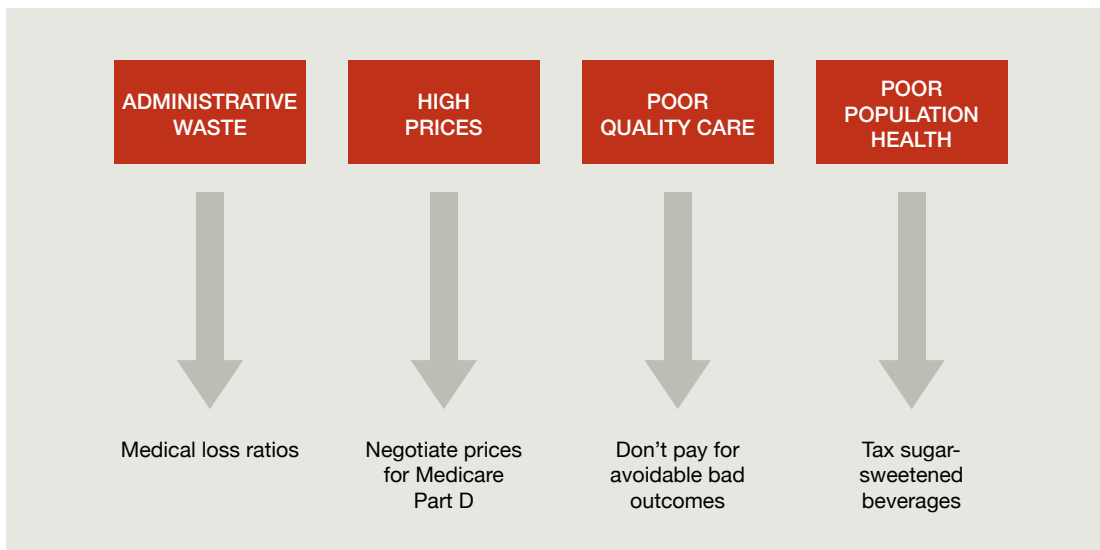 ADMINISTRATIVE
WASTE
HIGH
PRICES
POOR
QUALITY CARE
POOR
POPULATION
HEALTH
Medical loss ratios
Negotiate prices
for Medicare
Part D
Don’t pay for
avoidable bad
outcomes
Tax sugar-
sweetened
beverages